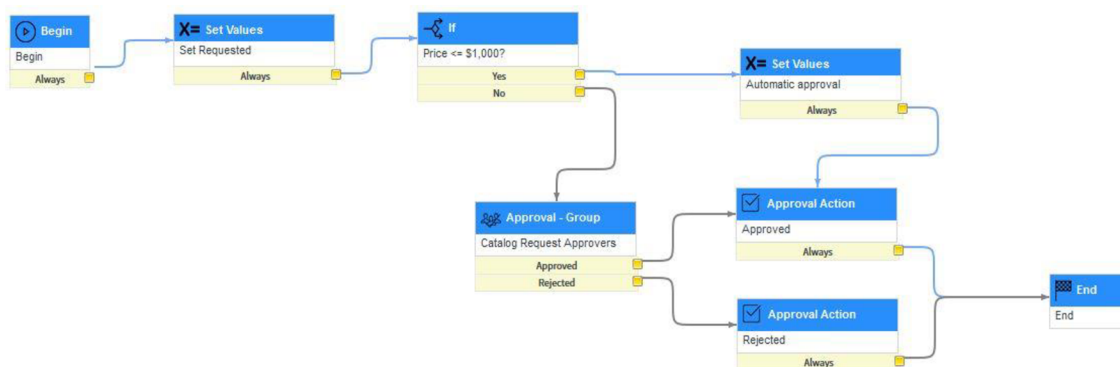 Begin
Begin
Always
X= Set Values
Set Requested
Always
If
Price <= $1,000?
Yes
No
X= Set Values
Automatic approval
Always
Approval - Group
Catalog Request Approvers
Approved
Rejected
Approval Action
Approved
Always
Approval Action
Rejected
Always
End
End